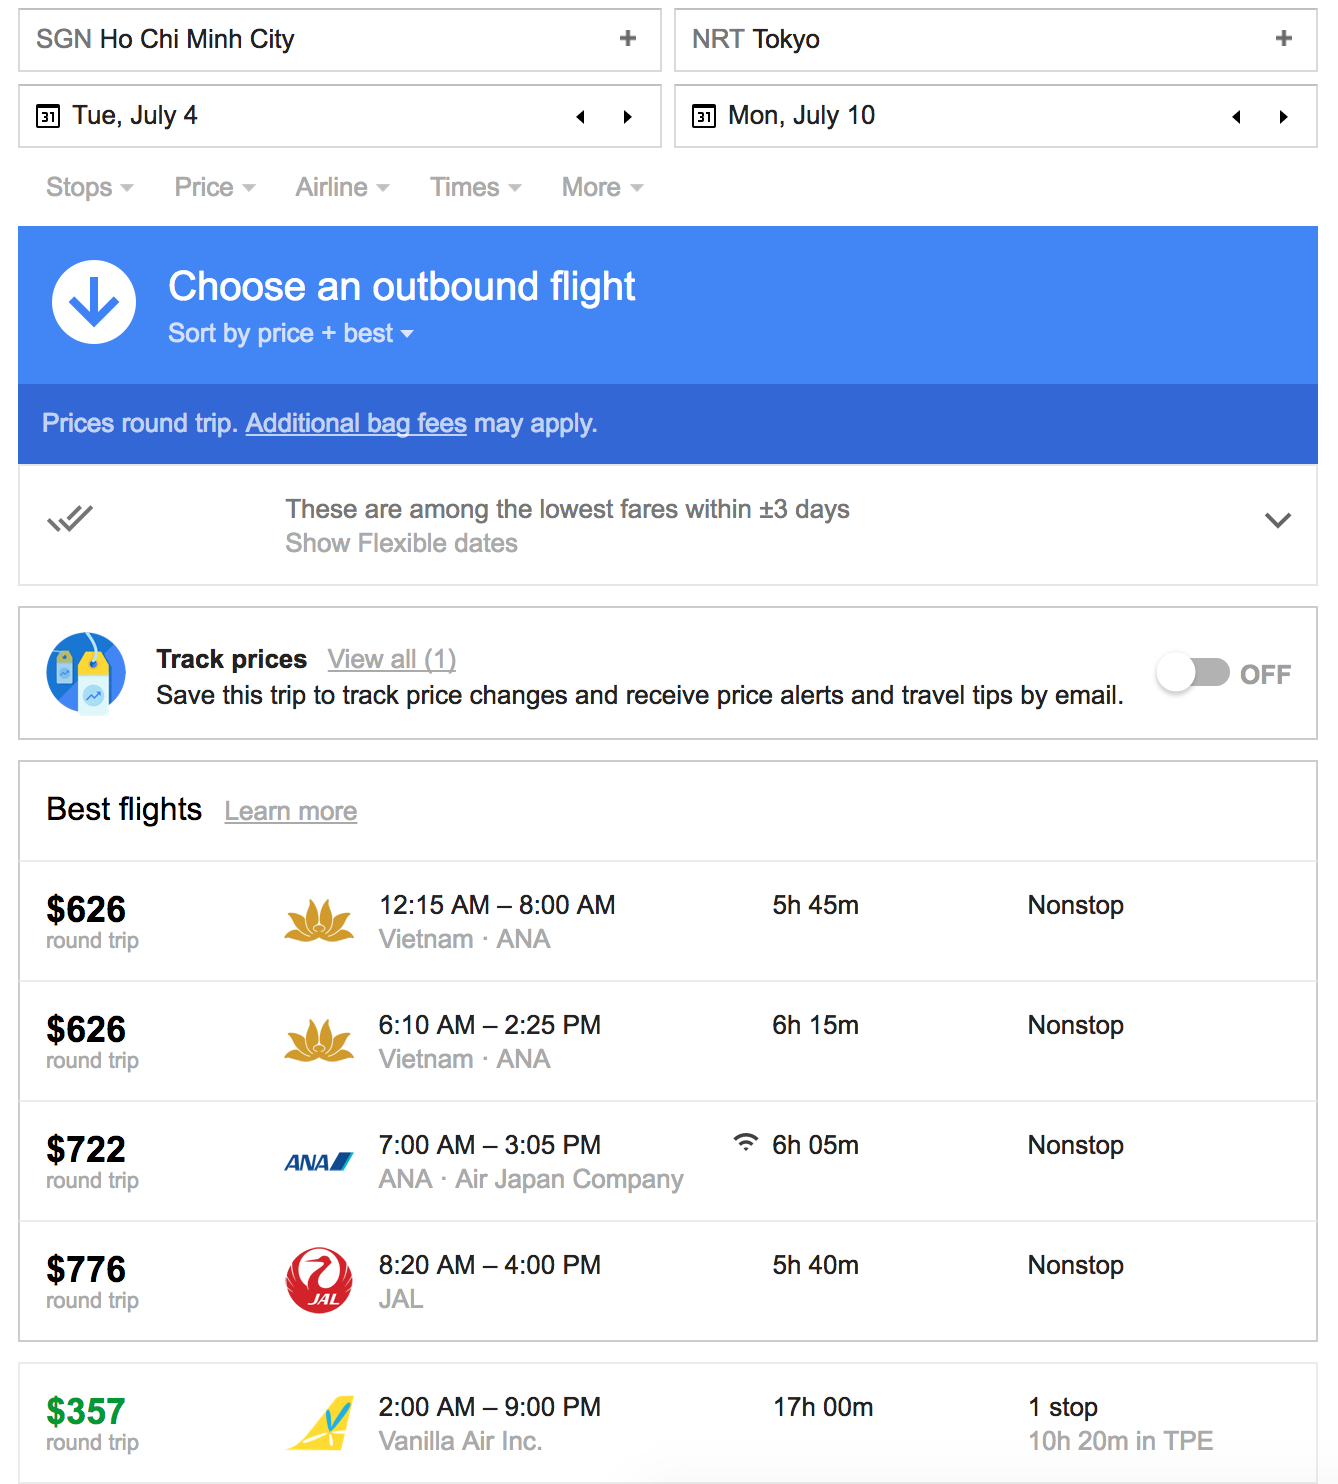 SGN Ho Chi Minh City +
NRT Tokyo +
31 Tue, July 4
31 Mon, July 10
Stops Price Airline Times More
Choose an outbound flight
Sort by price + best
Prices round trip. Additional bag fees may apply.
These are among the lowest fares within ±3 days
Show Flexible dates
Track prices View all (1)
Save this trip to track price changes and receive price alerts and travel tips by email.
OFF
Best flights Learn more
$626 12:15 AM – 8:00 AM 5h 45m Nonstop
round trip Vietnam · ANA
$626 6:10 AM – 2:25 PM 6h 15m Nonstop
round trip Vietnam · ANA
$722 ANA 7:00 AM – 3:05 PM 6h 05m Nonstop
round trip ANA · Air Japan Company
$776 JAL 8:20 AM – 4:00 PM 5h 40m Nonstop
round trip JAL
$357 2:00 AM – 9:00 PM 17h 00m 1 stop
round trip Vanilla Air Inc. 10h 20m in TPE